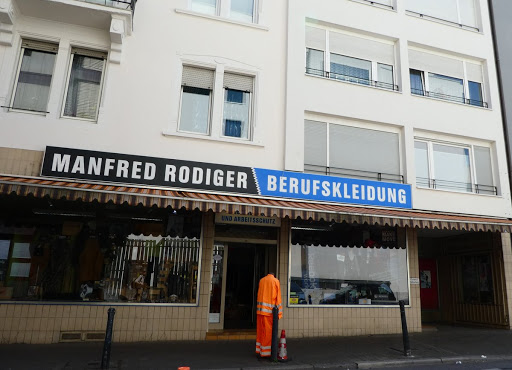 MANFRED RODIGER BERUFSKLEIDUNG
UND ARBEITSSCHUTZ